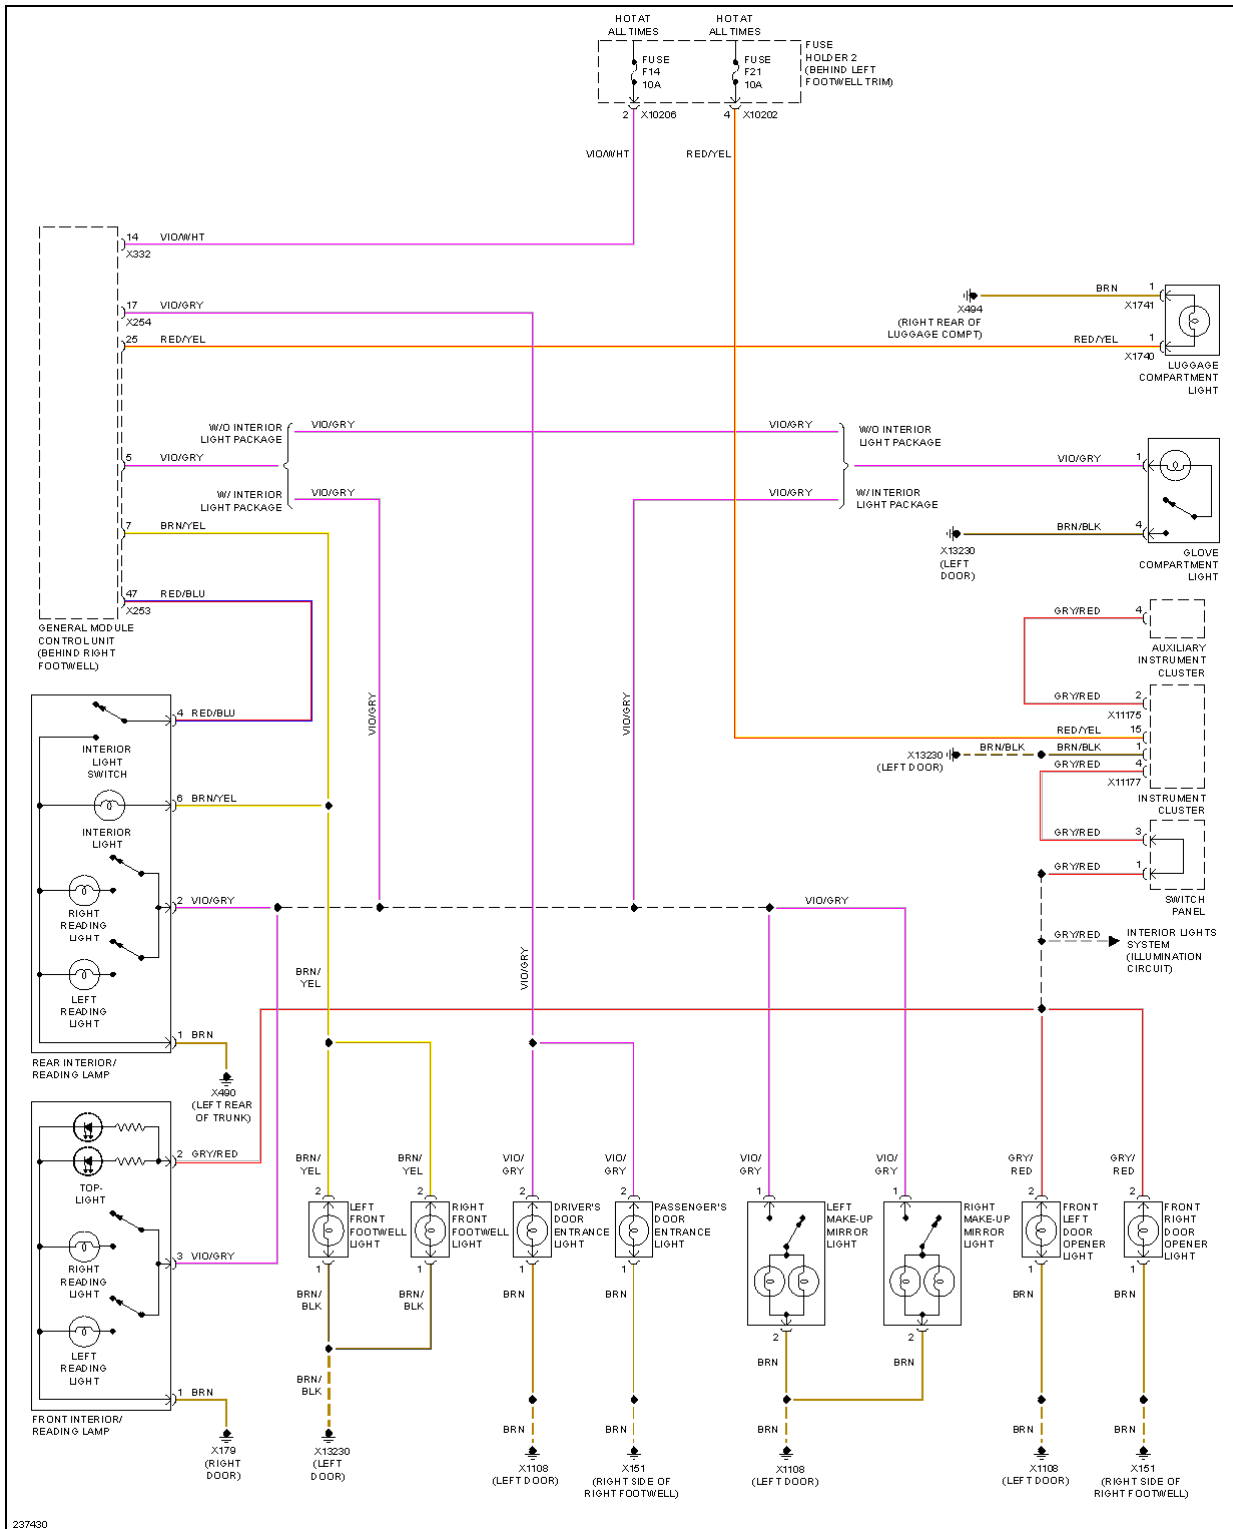 HOT AT
ALL TIMES
HOT AT
ALL TIMES
FUSE
F14
10A
FUSE
F21
10A
FUSE
HOLDER 2
(BEHIND LEFT
FOOTWELL TRIM)
2
X10206
4
X10202
VIO/WHT
RED/YEL
14
VIO/WHT
X332
17
VIO/GRY
X254
25
RED/YEL
W/O INTERIOR
LIGHT PACKAGE
VIO/GRY
5
VIO/GRY
W/ INTERIOR
LIGHT PACKAGE
VIO/GRY
7
BRN/YEL
47
RED/BLU
X253
GENERAL MODULE
CONTROL UNIT
(BEHIND RIGHT
FOOTWELL)
X494
(RIGHT REAR OF
LUGGAGE COMPT)
BRN
1
X1741
RED/YEL
1
X1740
LUGGAGE
COMPARTMENT
LIGHT
VIO/GRY
W/O INTERIOR
LIGHT PACKAGE
VIO/GRY
1
VIO/GRY
W/ INTERIOR
LIGHT PACKAGE
BRN/BLK
4
X13230
(LEFT
DOOR)
GLOVE
COMPARTMENT
LIGHT
GRY/RED
4
AUXILIARY
INSTRUMENT
CLUSTER
GRY/RED
2
X11175
RED/YEL
15
X13230
(LEFT DOOR)
BRN/BLK
BRN/BLK
1
GRY/RED
4
X11177
INSTRUMENT
CLUSTER
GRY/RED
3
GRY/RED
1
SWITCH
PANEL
GRY/RED
INTERIOR LIGHTS
SYSTEM
(ILLUMINATION
CIRCUIT)
4
RED/BLU
INTERIOR
LIGHT
SWITCH
6
BRN/YEL
INTERIOR
LIGHT
RIGHT
READING
LIGHT
2
VIO/GRY
LEFT
READING
LIGHT
1
BRN
REAR INTERIOR/
READING LAMP
X490
(LEFT REAR
OF TRUNK)
VIO/GRY
VIO/GRY
VIO/GRY
BRN/
YEL
VIO/GRY
2
GRY/RED
TOP-
LIGHT
RIGHT
READING
LIGHT
3
VIO/GRY
LEFT
READING
LIGHT
1
BRN
FRONT INTERIOR/
READING LAMP
X179
(RIGHT
DOOR)
BRN/
YEL
2
LEFT
FRONT
FOOTWELL
LIGHT
1
BRN/
BLK
BRN/
YEL
2
RIGHT
FRONT
FOOTWELL
LIGHT
1
BRN/
BLK
BRN/
BLK
X13230
(LEFT
DOOR)
VIO/
GRY
2
DRIVER'S
DOOR
ENTRANCE
LIGHT
1
BRN
BRN
X1108
(LEFT DOOR)
VIO/
GRY
2
PASSENGER'S
DOOR
ENTRANCE
LIGHT
1
BRN
BRN
X151
(RIGHT SIDE OF
RIGHT FOOTWELL)
VIO/
GRY
1
LEFT
MAKE-UP
MIRROR
LIGHT
2
BRN
BRN
X1108
(LEFT DOOR)
VIO/
GRY
1
RIGHT
MAKE-UP
MIRROR
LIGHT
2
BRN
GRY/
RED
2
FRONT
LEFT
DOOR
OPENER
LIGHT
1
BRN
BRN
X1108
(LEFT DOOR)
GRY/
RED
2
FRONT
RIGHT
DOOR
OPENER
LIGHT
1
BRN
BRN
X151
(RIGHT SIDE OF
RIGHT FOOTWELL)
237430